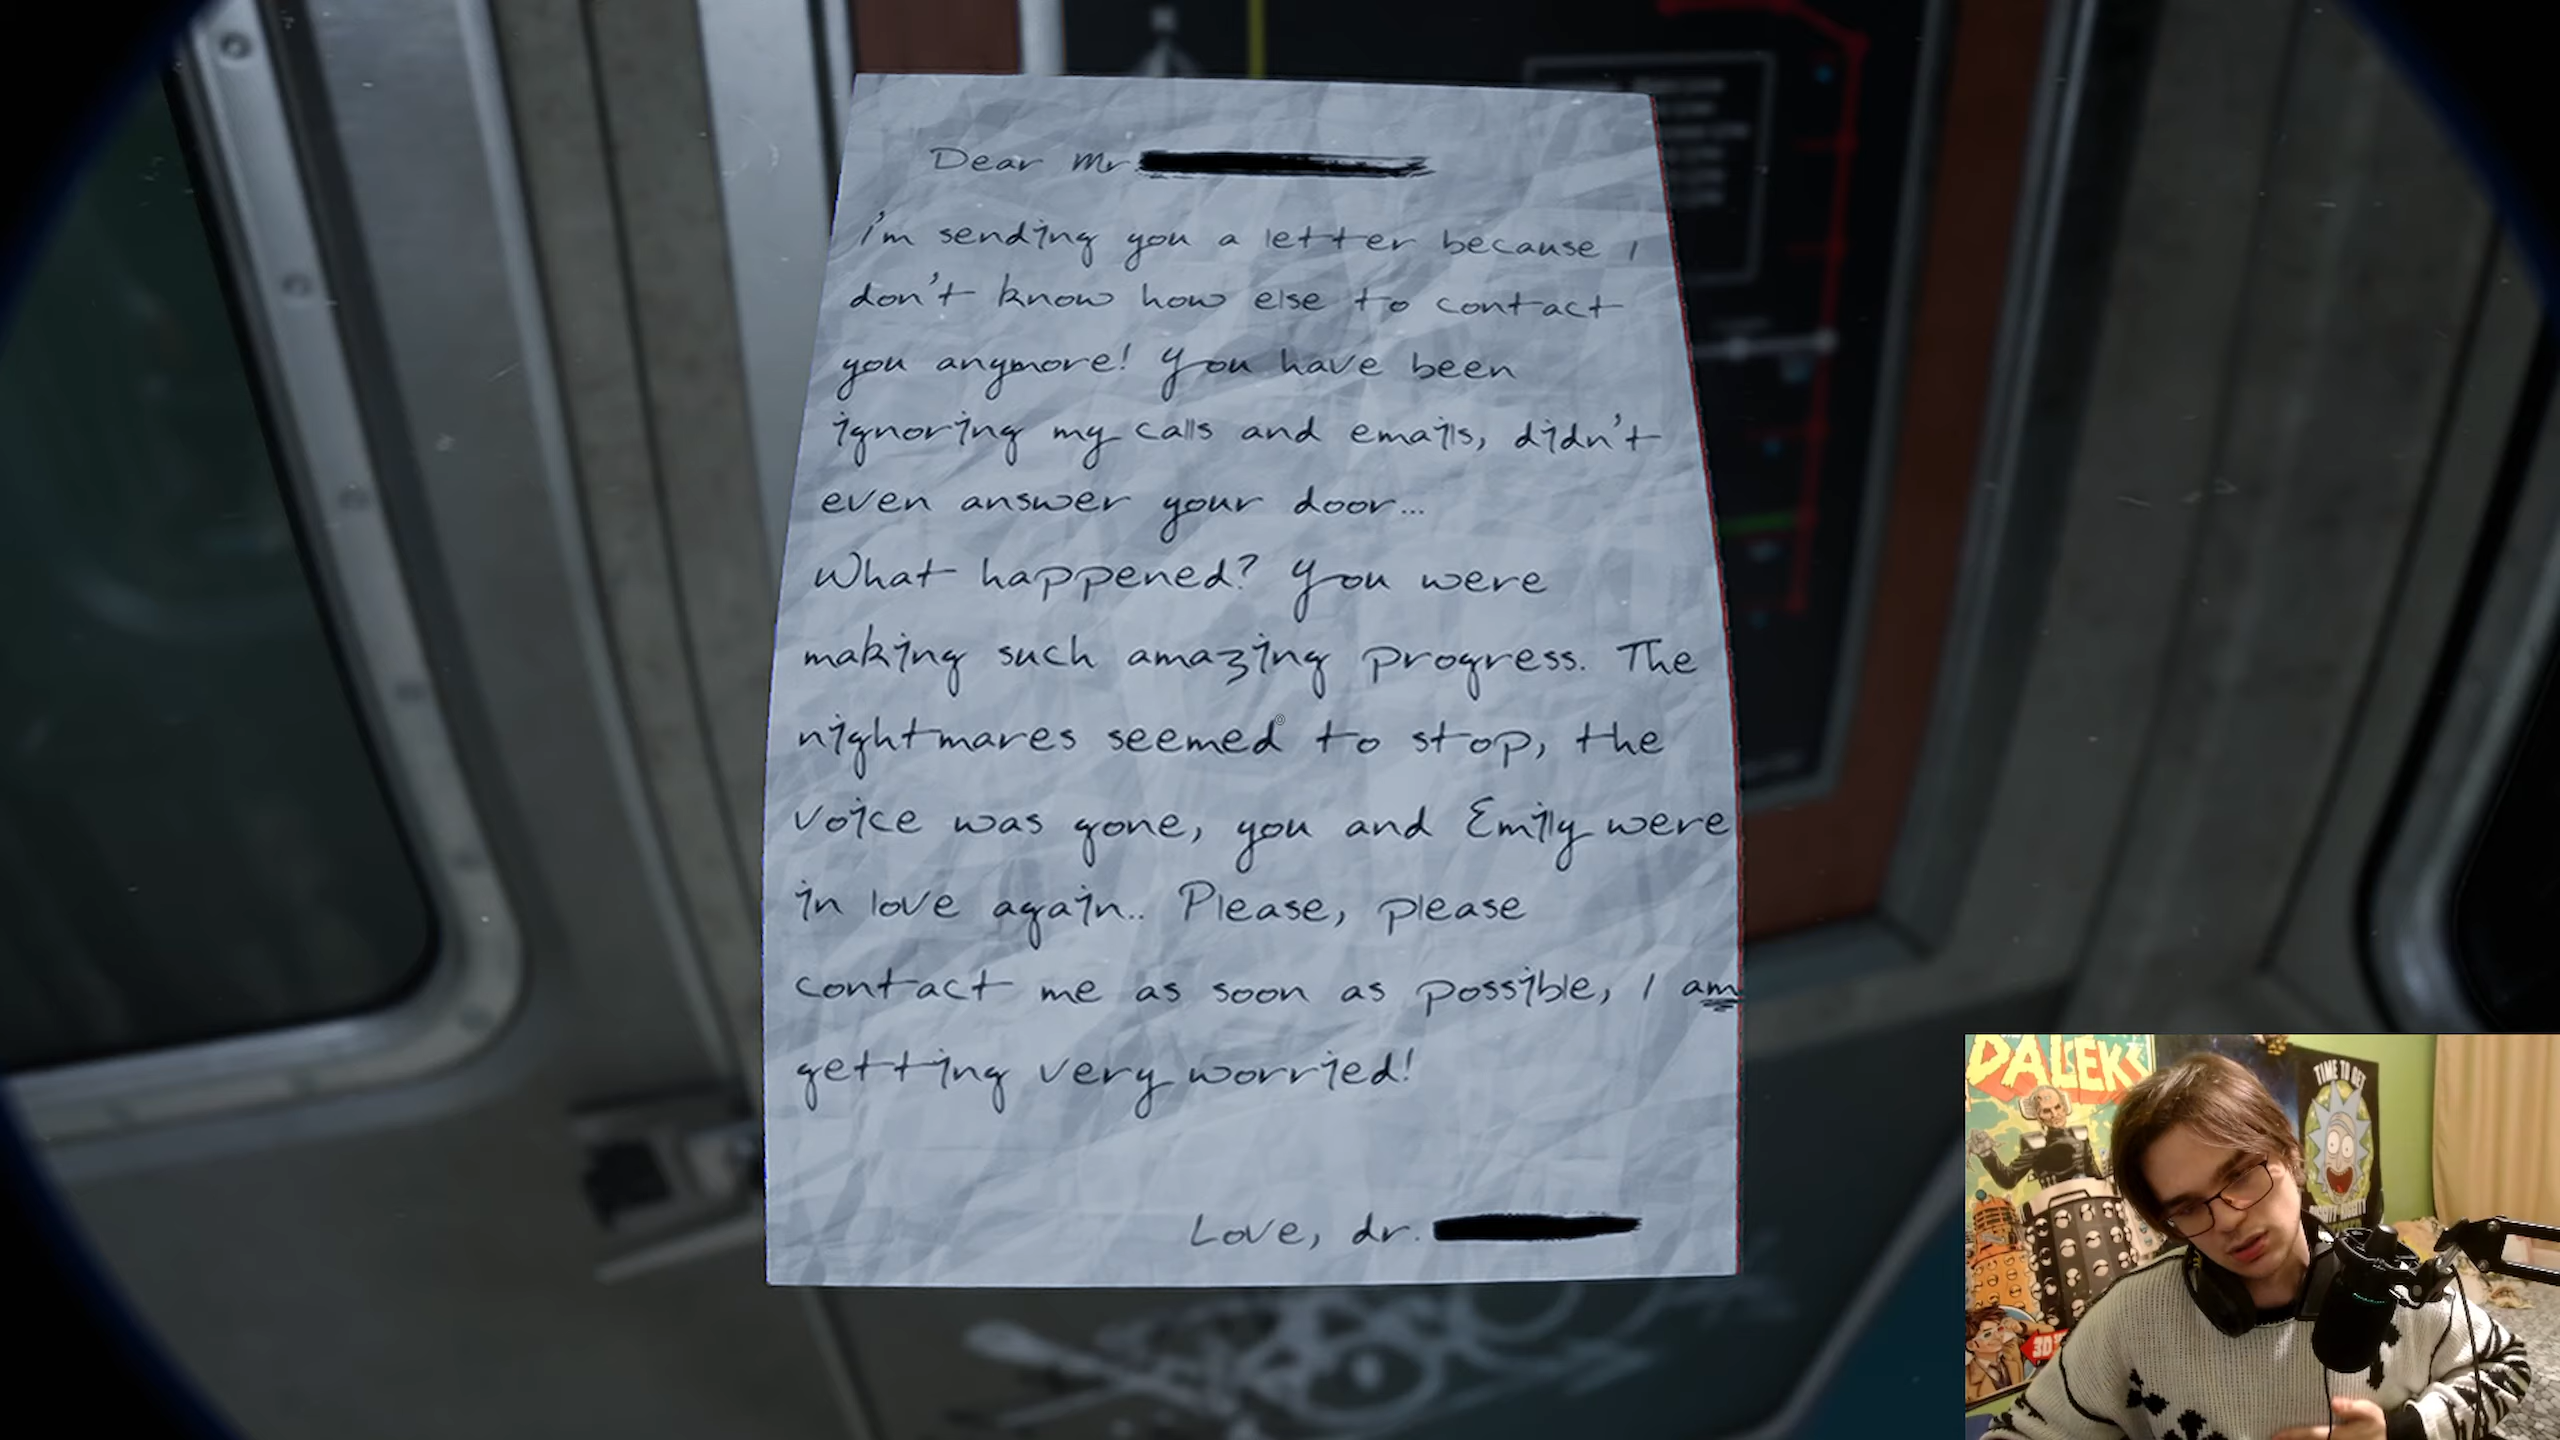 Dear Mr
i'm sending you a letter because i
don't know how else to contact
you anymore! You have been
ignoring my calls and emails, didn't
even answer your door...
What happened? You were
making such amazing progress. The
nightmares seemed to stop, the
voice was gone, you and Emily were
in love again.. Please, please
contact me as soon as possible, I am
getting very worried!
Love, dr.
DALEKS
TIME TO GET
3D